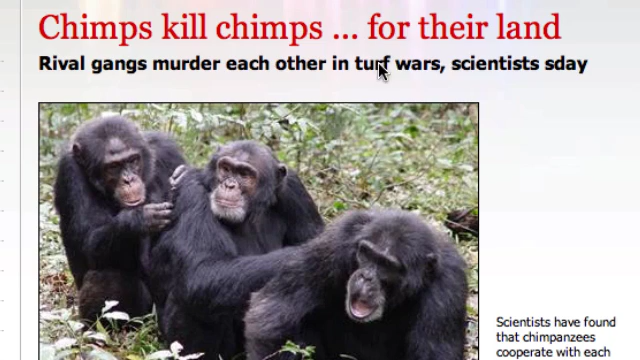 Chimps kill chimps ... for their land
Rival gangs murder each other in turf wars, scientists sday
Scientists have found
that chimpanzees
cooperate with each